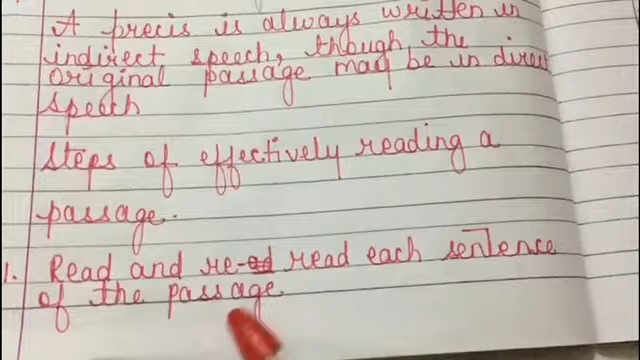 A precis is always written in
indirect speech, though the
original passage may be in direct
speech
Steps of effectively reading a
passage.
1. Read and re- read each sentence
of the passage